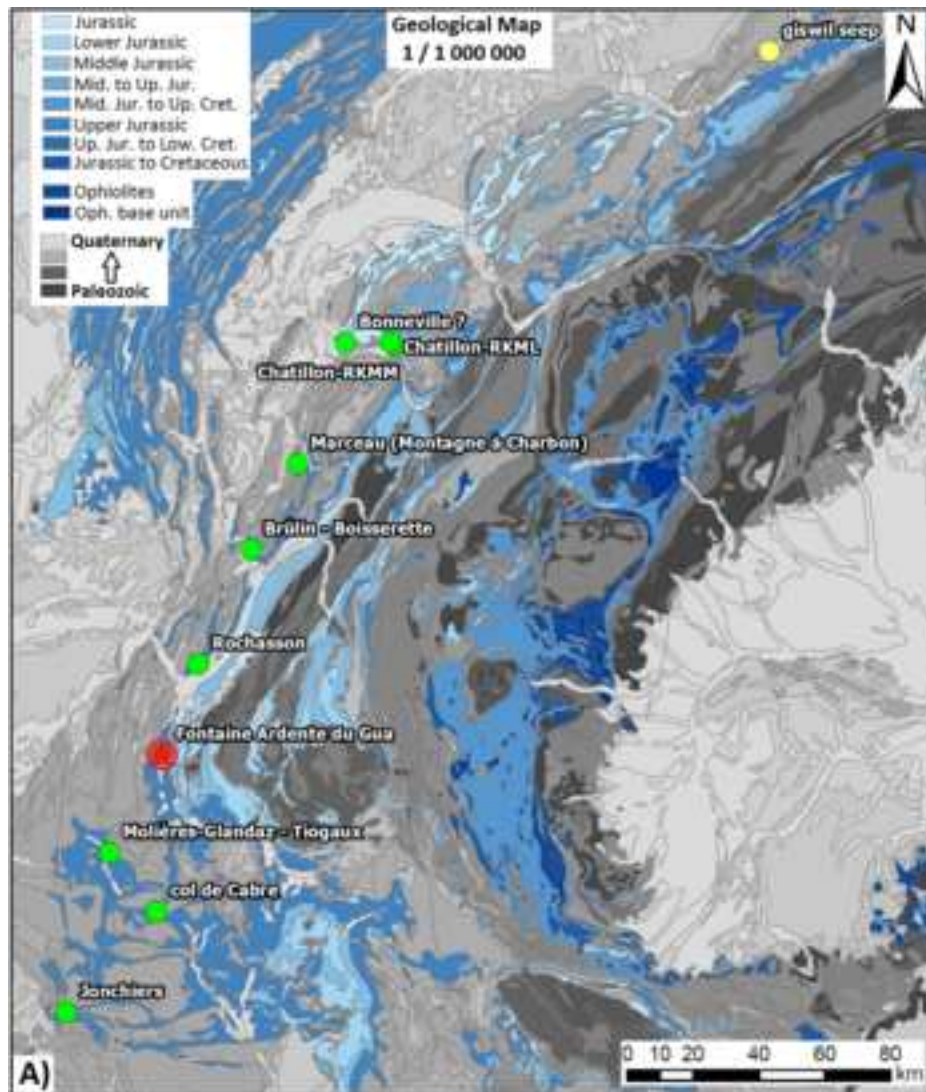 Jurassic
Lower Jurassic
Middle Jurassic
Mid. to Up. Jur.
Mid. Jur. to Up. Cret.
Upper Jurassic
Up. Jur. to Low. Cret.
Jurassic to Cretaceous
Ophiolites
Oph. base unit
Quaternary
Paleozoic
Geological Map
1 / 1 000 000
giswil seep
N
Bonneville ?
Chatillon-RKML
Chatillon-RKMM
Marceau (Montagne à Charbon)
Brûlin - Boisserette
Rochasson
Fontaine Ardente du Gua
Molières-Glandaz - Tiogaux
col de Cabre
Jonchiers
0 10 20 40 60 80
km
A)